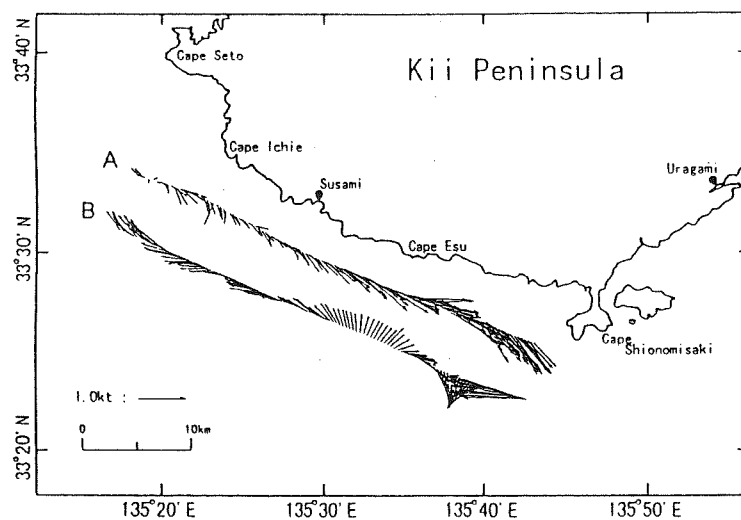 33°40' N
Cape Seto
Kii Peninsula
Cape Ichie
A
Susami
Uragami
B
Cape Esu
33°30' N
Cape
Shionomisaki
1.0kt :
0 10km
33°20' N
135°20' E 135°30' E 135°40' E 135°50' E